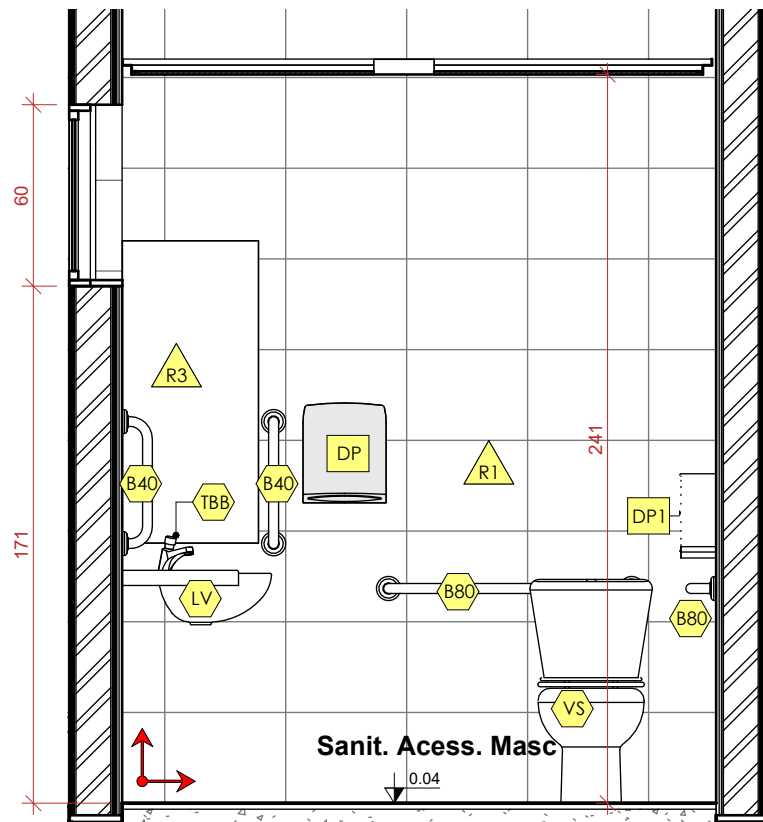 60
R3
DP
B40
B40
TBB
R1
241
DP1
171
LV
B80
B80
VS
Sanit. Acess. Masc
0.04